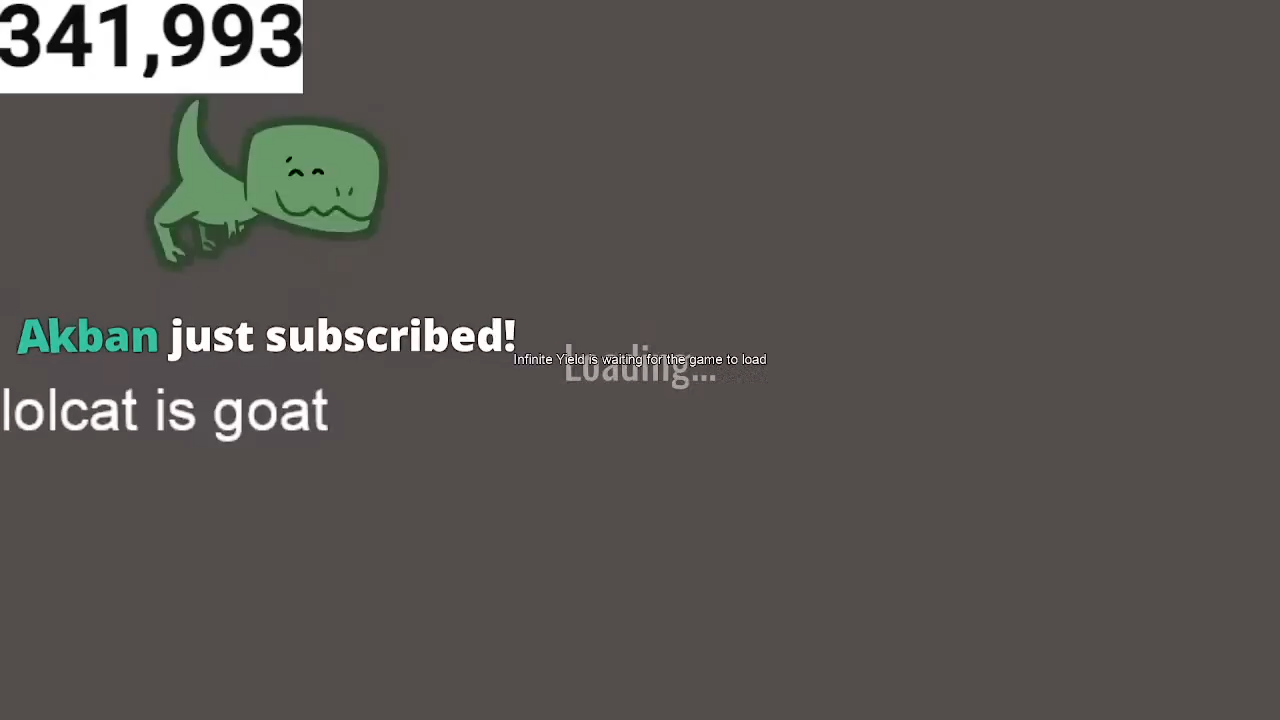 341,993
Akban just subscribed!
Infinite Yield is waiting for the game to load
Loading...
lolcat is goat